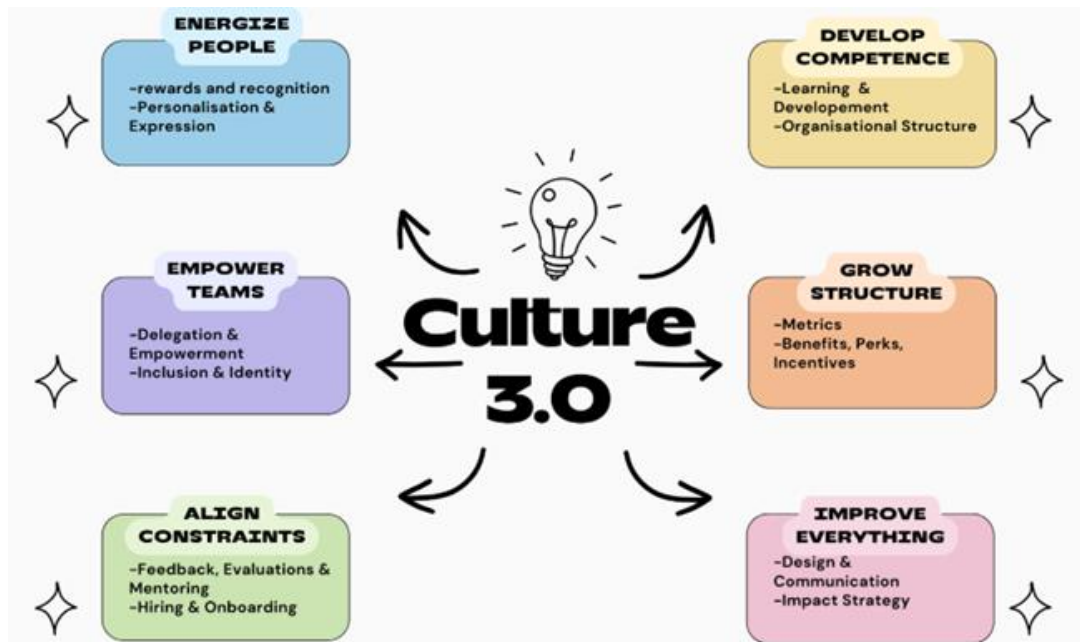 ENERGIZE
PEOPLE
-rewards and recognition
-Personalisation &
Expression
EMPOWER
TEAMS
-Delegation &
Empowerment
-Inclusion & Identity
ALIGN
CONSTRAINTS
-Feedback, Evaluations &
Mentoring
-Hiring & Onboarding
Culture
3.0
DEVELOP
COMPETENCE
-Learning &
Developement
-Organisational Structure
GROW
STRUCTURE
-Metrics
-Benefits, Perks,
Incentives
IMPROVE
EVERYTHING
-Design &
Communication
-Impact Strategy